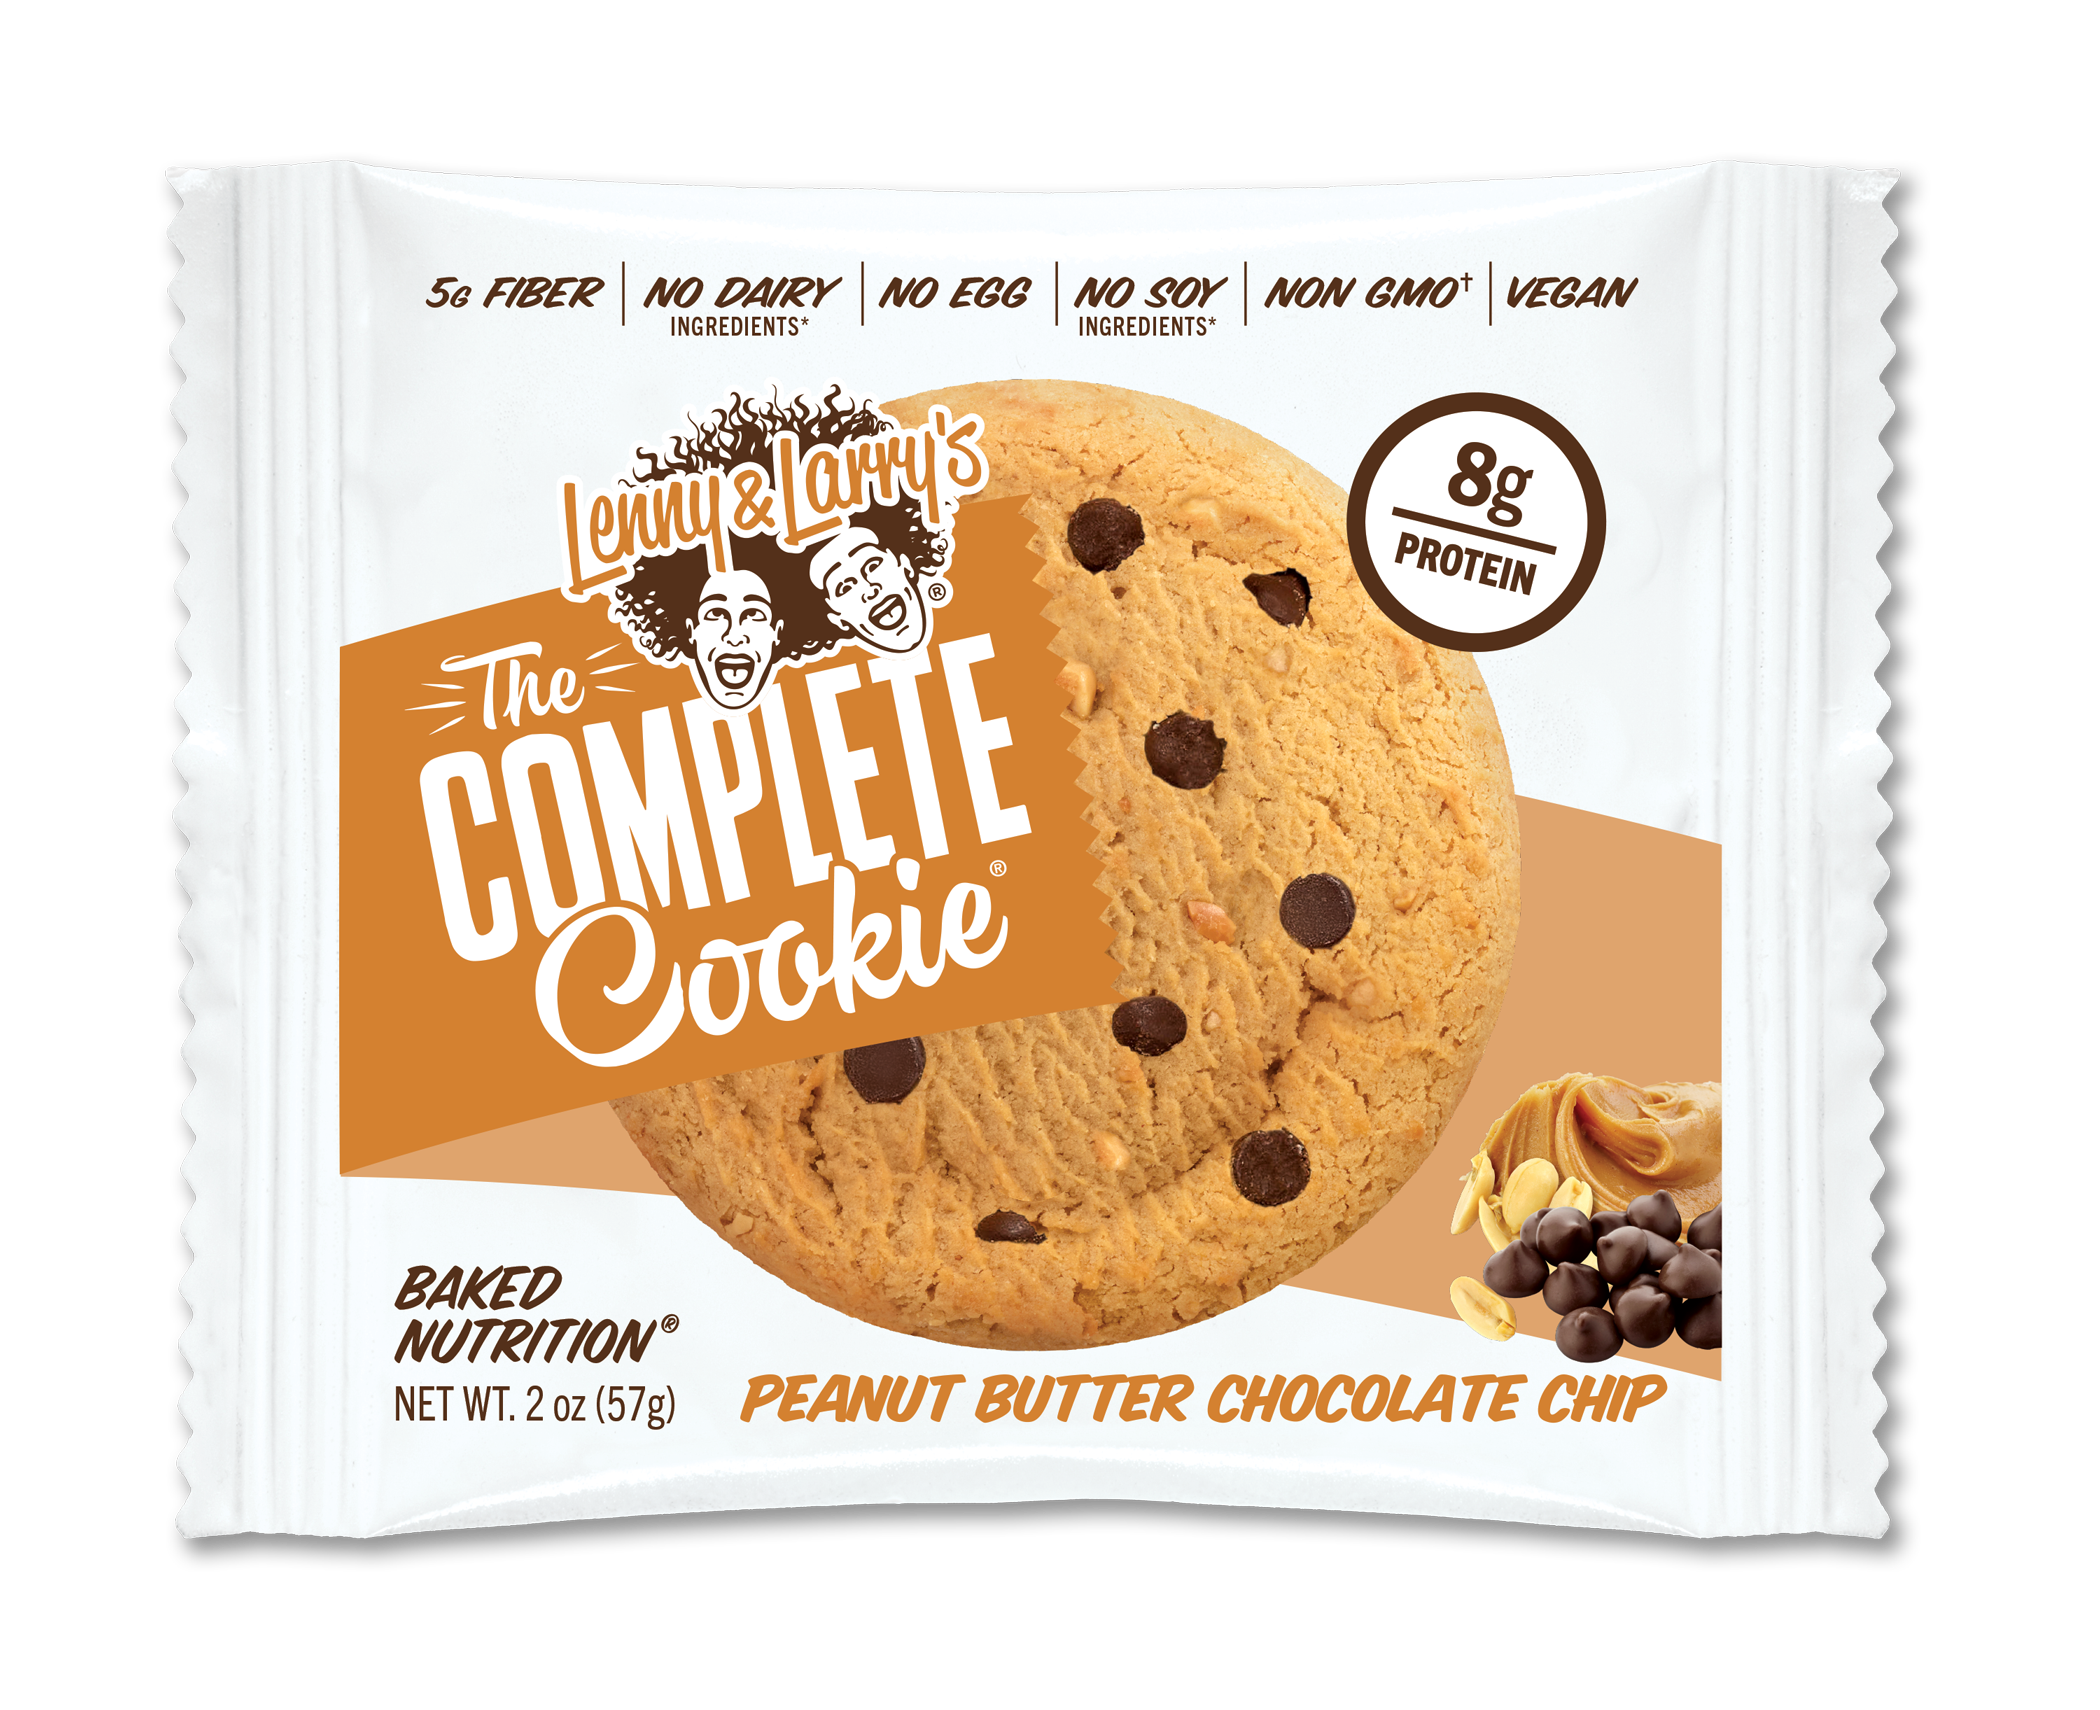 5G FIBER | NO DAIRY INGREDIENTS* | NO EGG | NO SOY INGREDIENTS* | NON GMO† | VEGAN
Lenny & Larry's®
8g
PROTEIN
The
COMPLETE
Cookie®
BAKED
NUTRITION®
NET WT. 2 oz (57g)
PEANUT BUTTER CHOCOLATE CHIP